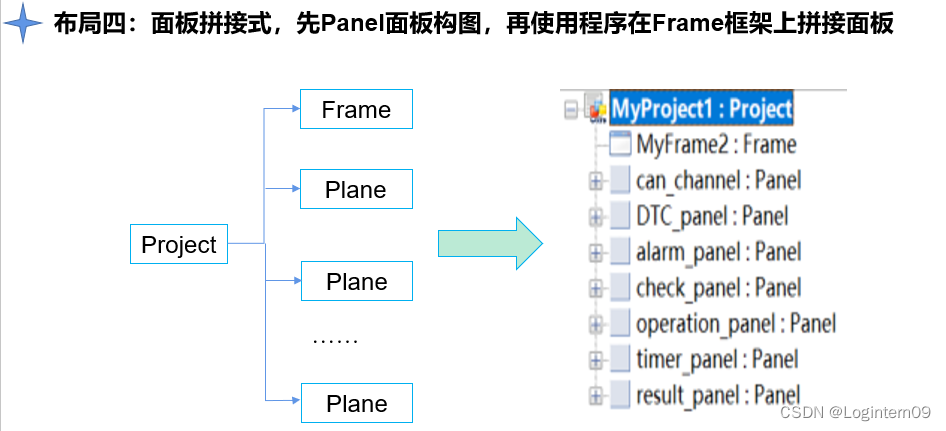 布局四：面板拼接式，先Panel面板构图，再使用程序在Frame框架上拼接面板
Frame
Plane
Project
Plane
……
Plane
MyProject1 : Project
MyFrame2 : Frame
can_channel : Panel
DTC_panel : Panel
alarm_panel : Panel
check_panel : Panel
operation_panel : Panel
timer_panel : Panel
result_panel : Panel
CSDN @Logintern09